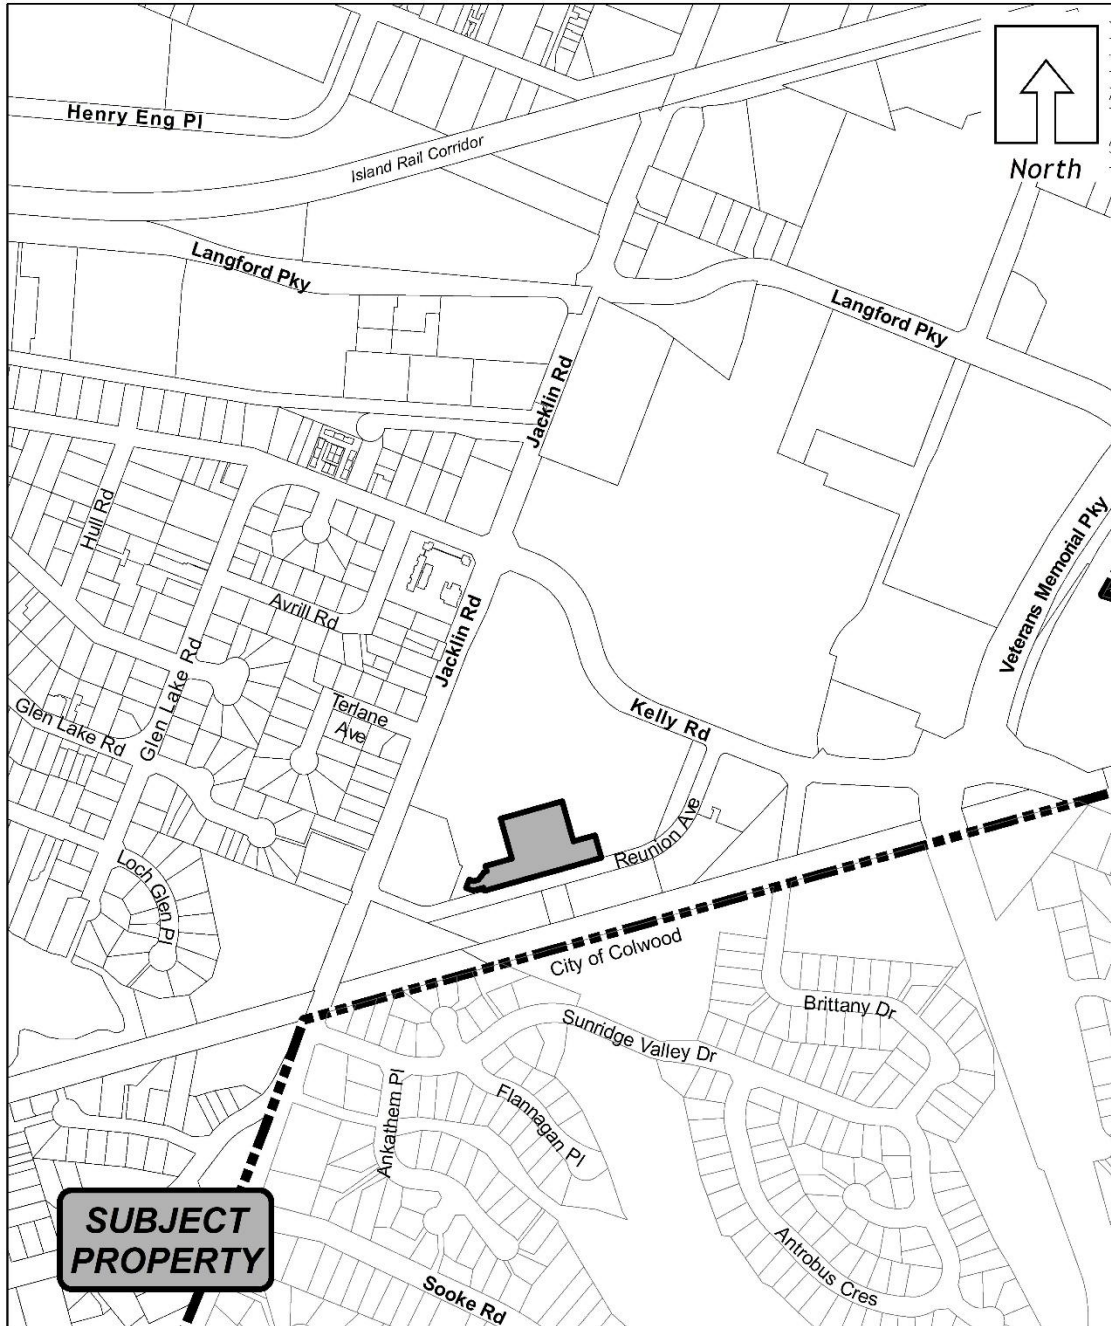 Henry Eng Pl
Island Rail Corridor
North
Langford Pky
Langford Pky
Jacklin Rd
Hull Rd
Veterans Memorial Pky
Avrill Rd
Jacklin Rd
Glen Lake Rd
Terlane
Ave
Glen Lake Rd
Kelly Rd
Reunion Ave
Loch Glen Pl
City of Colwood
Brittany Dr
Sunridge Valley Dr
Ankathem Pl
Flannagan Pl
SUBJECT
PROPERTY
Antrobus Cres
Sooke Rd